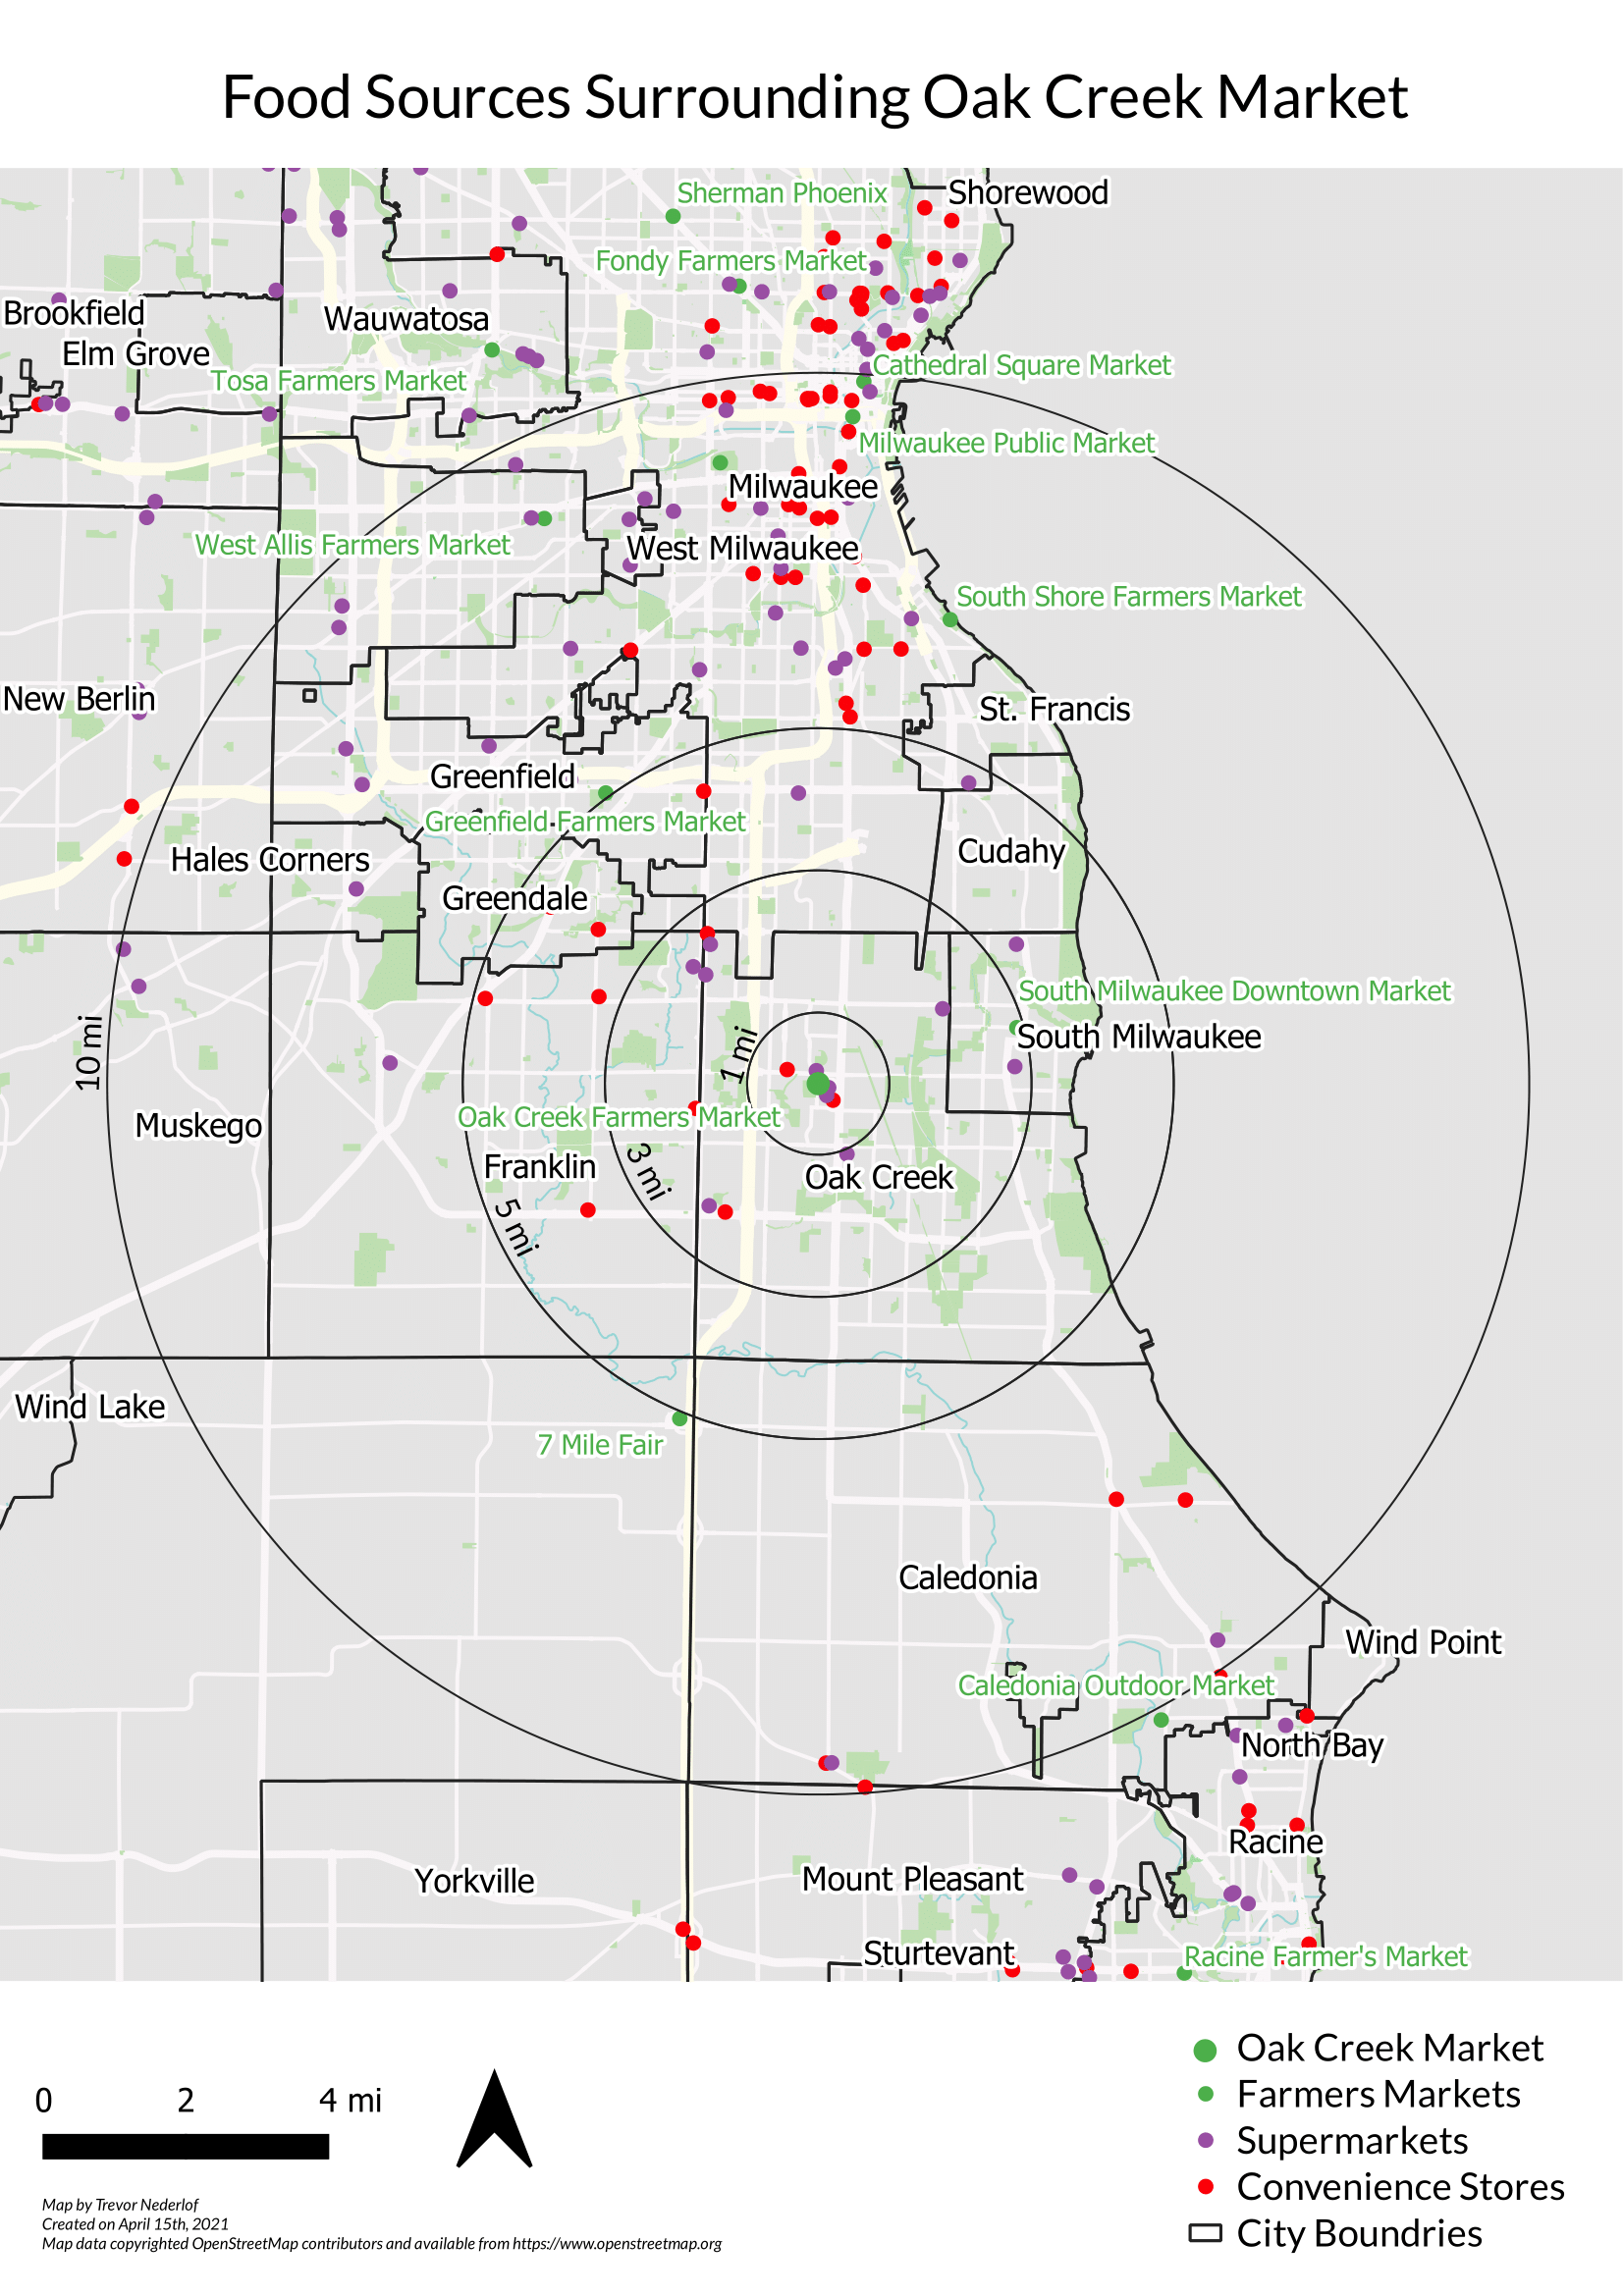 Food Sources Surrounding Oak Creek Market
Sherman Phoenix
Shorewood
Fondy Farmers Market
Brookfield
Wauwatosa
Elm Grove
Cathedral Square Market
Tosa Farmers Market
Milwaukee Public Market
Milwaukee
West Allis Farmers Market
West Milwaukee
South Shore Farmers Market
New Berlin
St. Francis
Greenfield
Greenfield Farmers Market
Cudahy
Hales Corners
Greendale
South Milwaukee Downtown Market
South Milwaukee
10 mi
1 mi
Muskego
Oak Creek Farmers Market
Franklin
3 mi
Oak Creek
5 mi
Wind Lake
7 Mile Fair
Caledonia
Wind Point
Caledonia Outdoor Market
North Bay
Racine
Yorkville
Mount Pleasant
Sturtevant
Racine Farmer's Market
0 2 4 mi
Oak Creek Market
Farmers Markets
Supermarkets
Convenience Stores
City Boundries
Map by Trevor Nederlof
Created on April 15th, 2021
Map data copyrighted OpenStreetMap contributors and available from https://www.openstreetmap.org